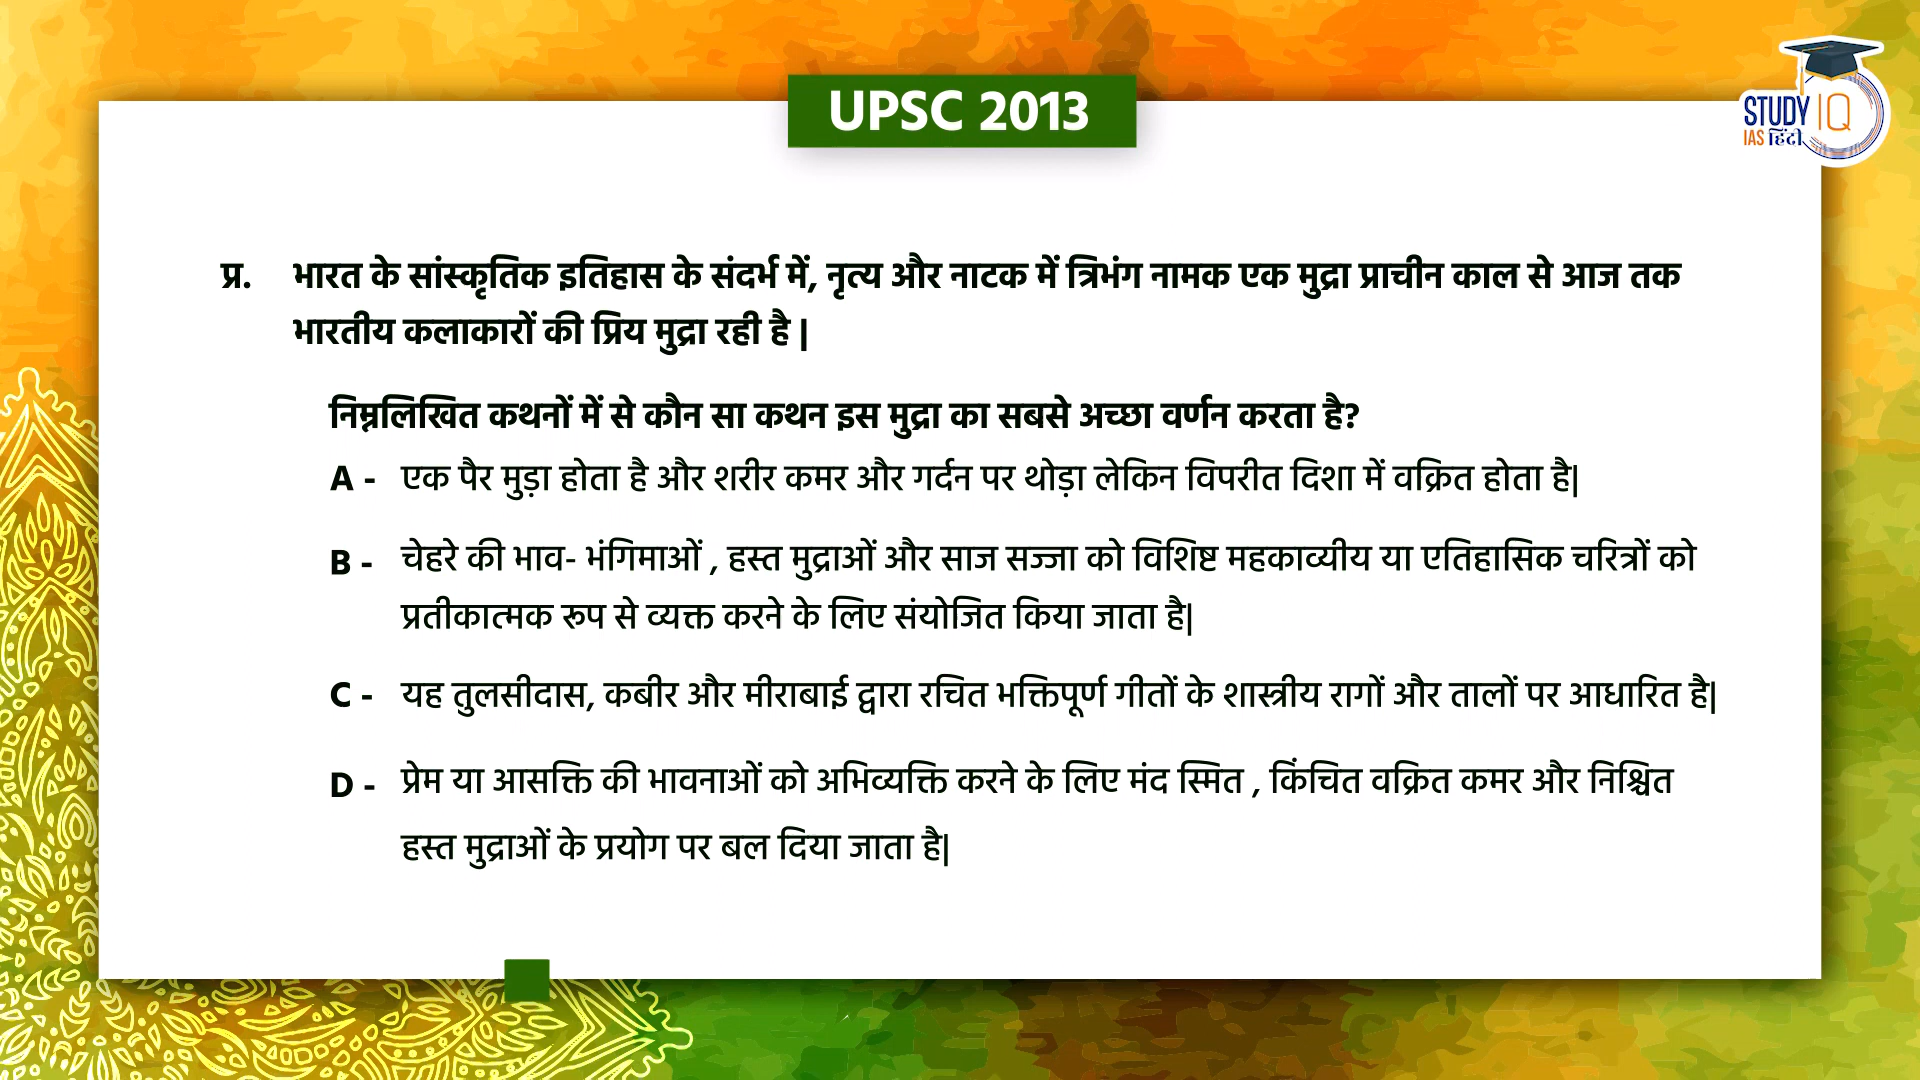 UPSC 2013
STUDY IQ
IAS हिंदी
प्र. भारत के सांस्कृतिक इतिहास के संदर्भ में, नृत्य और नाटक में त्रिभंग नामक एक मुद्रा प्राचीन काल से आज तक
भारतीय कलाकारों की प्रिय मुद्रा रही है |
निम्नलिखित कथनों में से कौन सा कथन इस मुद्रा का सबसे अच्छा वर्णन करता है?
A - एक पैर मुड़ा होता है और शरीर कमर और गर्दन पर थोड़ा लेकिन विपरीत दिशा में वक्रित होता है|
B - चेहरे की भाव- भंगिमाओं , हस्त मुद्राओं और साज सज्जा को विशिष्ट महकाव्यीय या एतिहासिक चरित्रों को
प्रतीकात्मक रूप से व्यक्त करने के लिए संयोजित किया जाता है|
C - यह तुलसीदास, कबीर और मीराबाई द्वारा रचित भक्तिपूर्ण गीतों के शास्त्रीय रागों और तालों पर आधारित है|
D - प्रेम या आसक्ति की भावनाओं को अभिव्यक्ति करने के लिए मंद स्मित , किंचित वक्रित कमर और निश्चित
हस्त मुद्राओं के प्रयोग पर बल दिया जाता है|